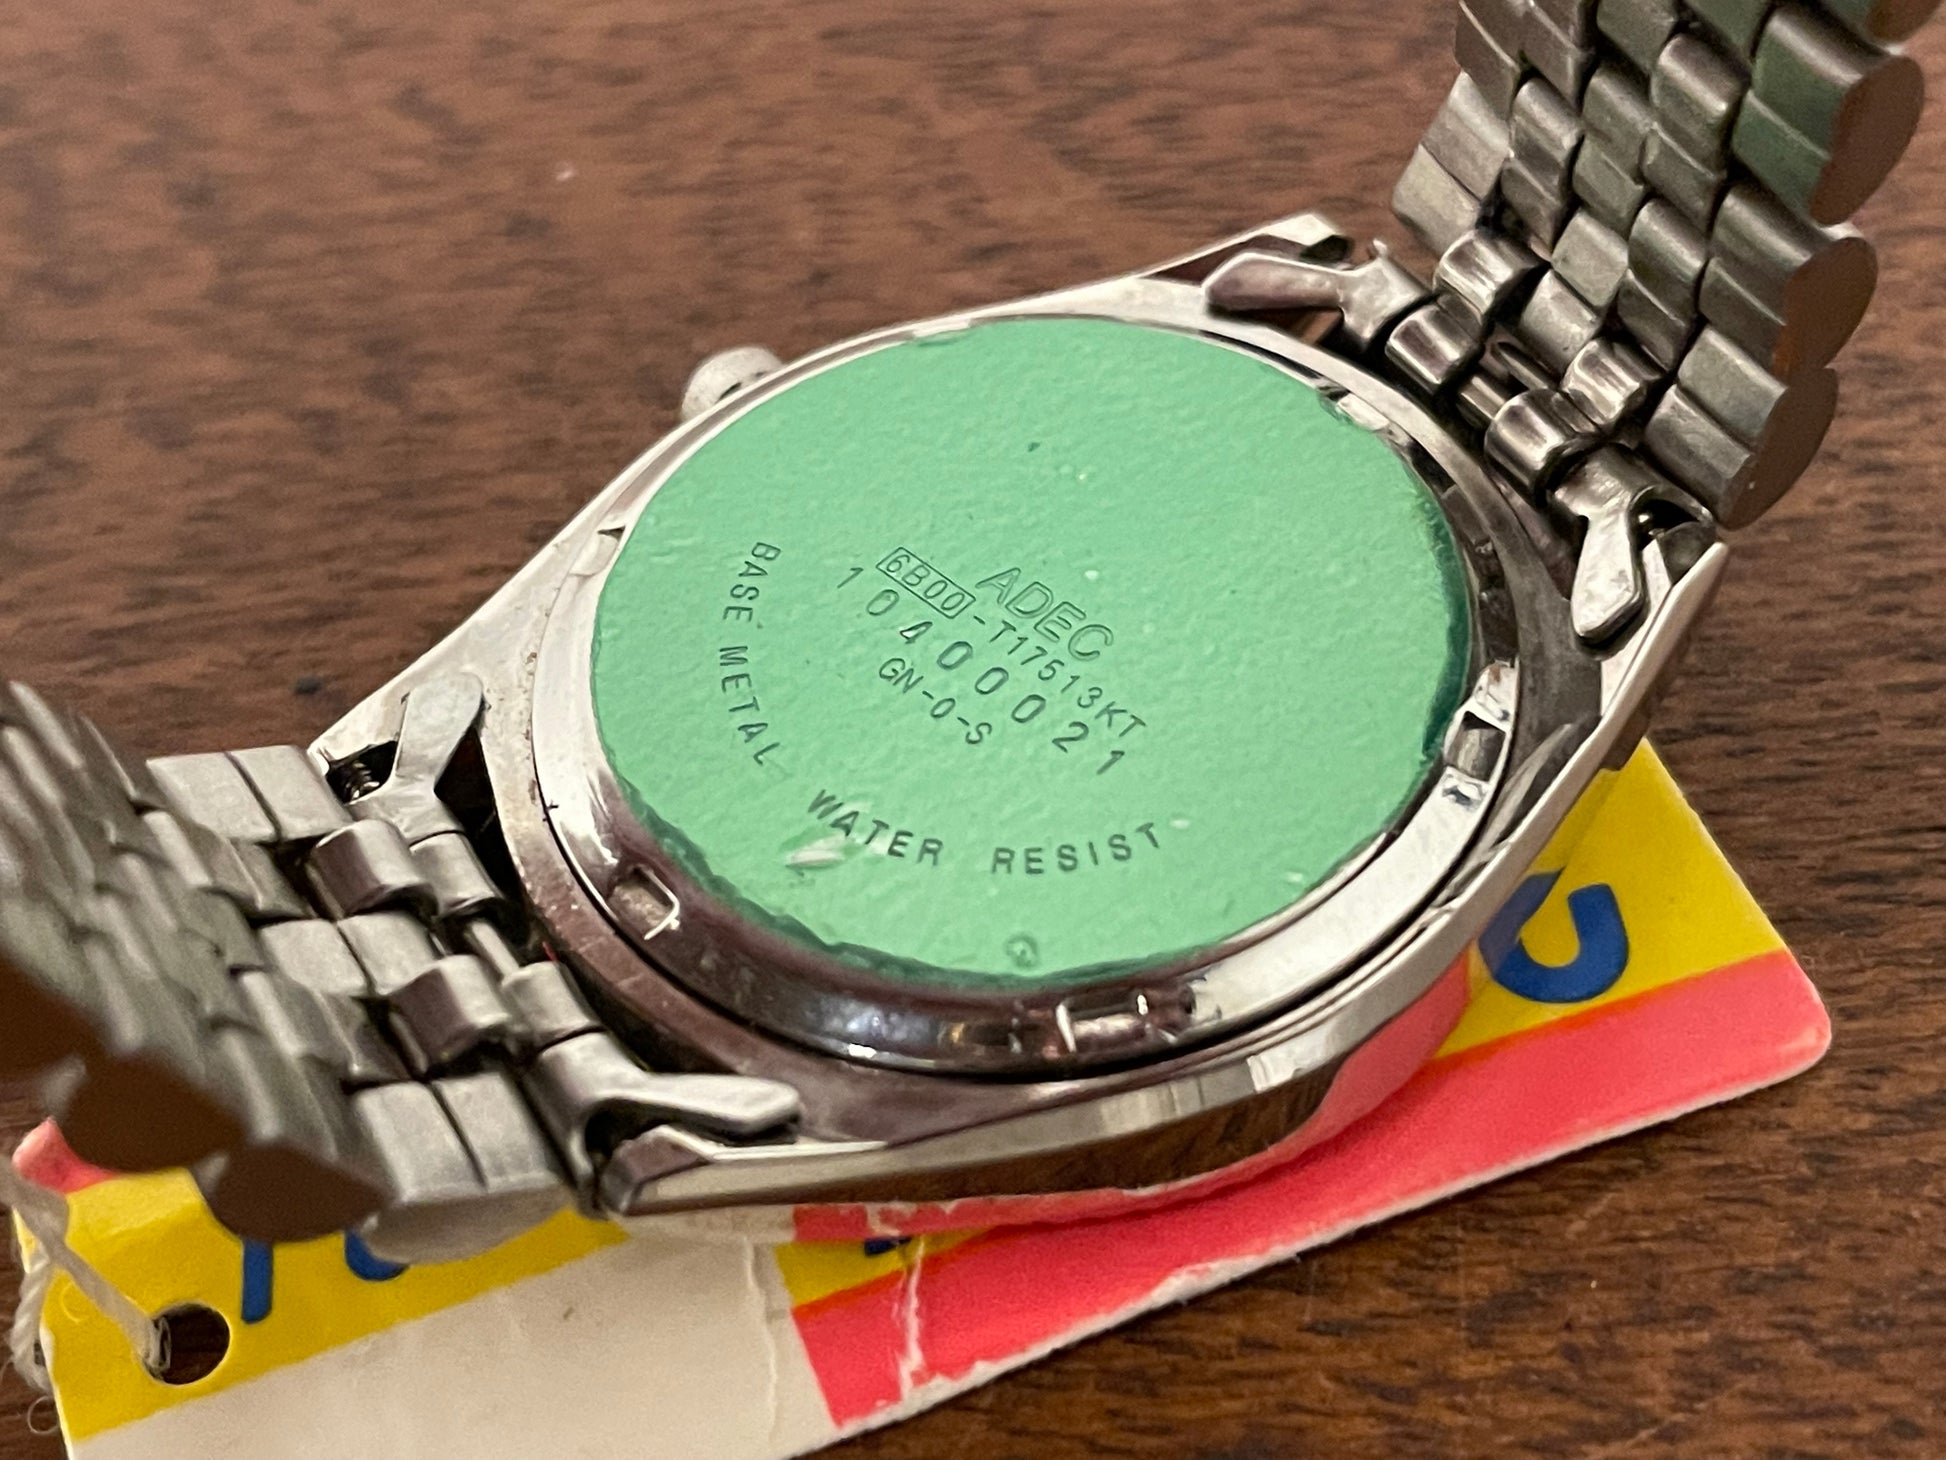 ADEC
6B00-T17513KT
10400021
GN-0-S
BASE METAL
WATER RESIST